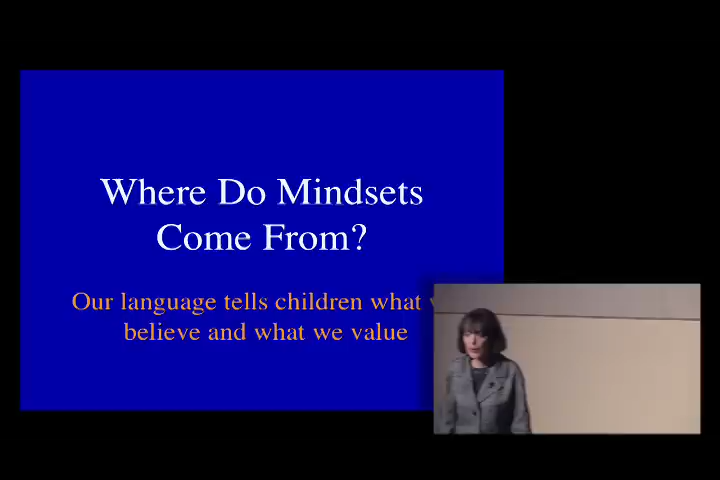 Where Do Mindsets
Come From?
Our language tells children what
believe and what we value